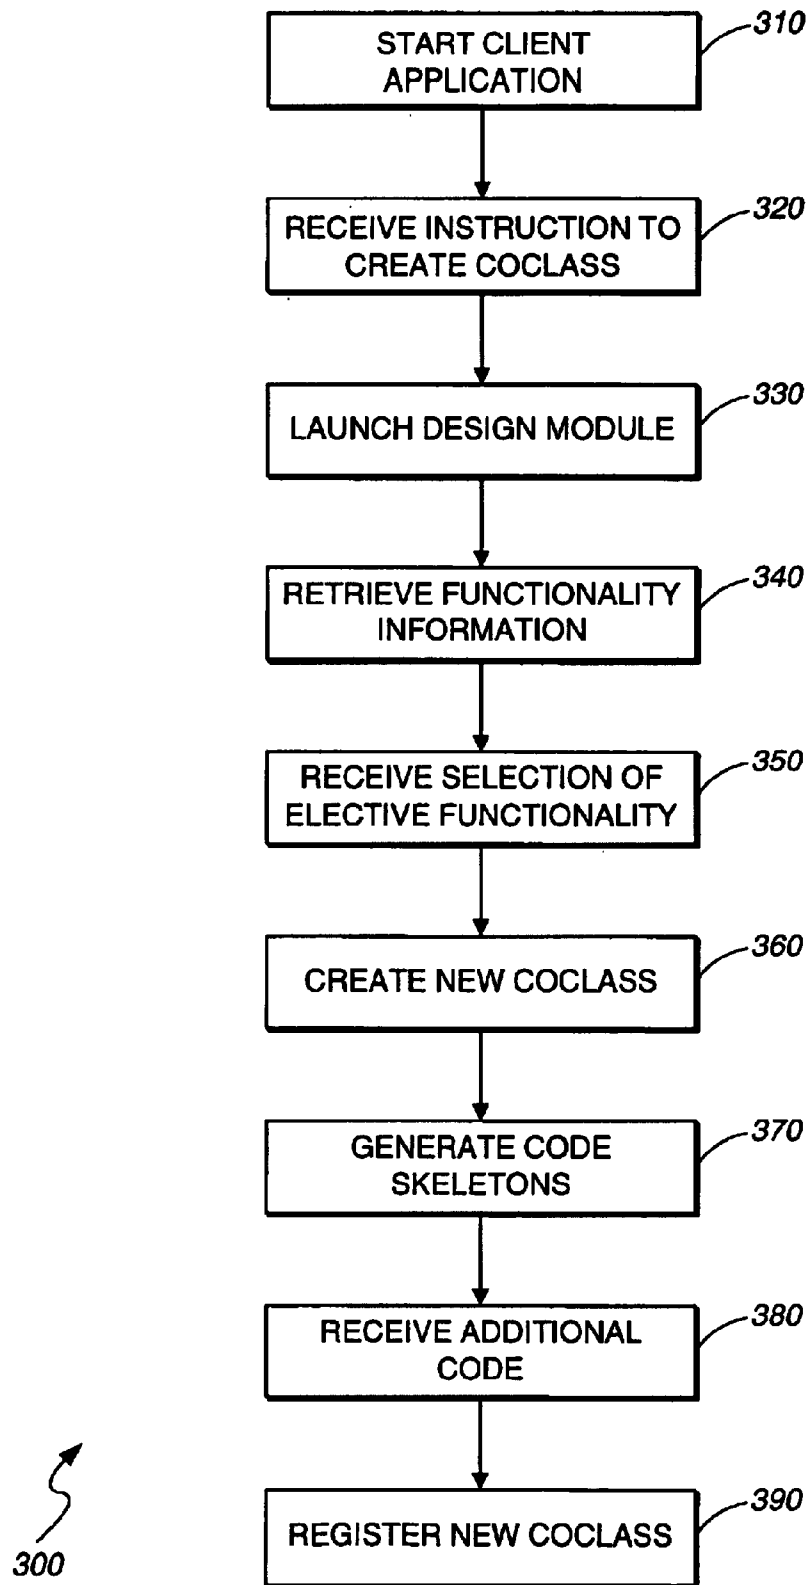 START CLIENT
APPLICATION
310
RECEIVE INSTRUCTION TO
CREATE COCLASS
320
LAUNCH DESIGN MODULE
330
RETRIEVE FUNCTIONALITY
INFORMATION
340
RECEIVE SELECTION OF
ELECTIVE FUNCTIONALITY
350
CREATE NEW COCLASS
360
GENERATE CODE
SKELETONS
370
RECEIVE ADDITIONAL
CODE
380
REGISTER NEW COCLASS
390
300